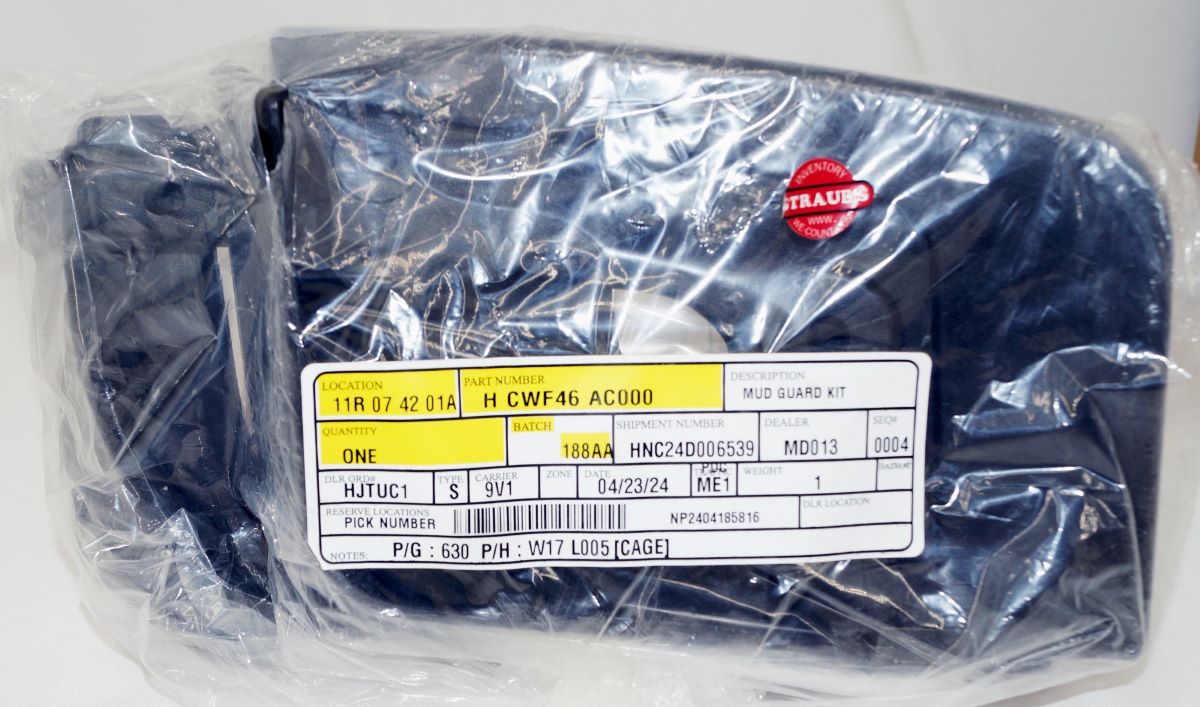 INVENTORY
STRAUB'S
WWW.
WE COUNT
LOCATION
11R 07 42 01A
PART NUMBER
H CWF46 AC000
DESCRIPTION
MUD GUARD KIT
QUANTITY
ONE
BATCH
188AA
SHIPMENT NUMBER
HNC24D006539
DEALER
MD013
SEQ#
0004
DLR ORD#
HJTUC1
TYPE
S
CARRIER
9V1
ZONE
DATE
04/23/24
PDC
ME1
WEIGHT
1
RESERVE LOCATIONS
PICK NUMBER
NP2404185816
DLR LOCATION
NOTES: P/G : 630 P/H : W17 L005 [CAGE]